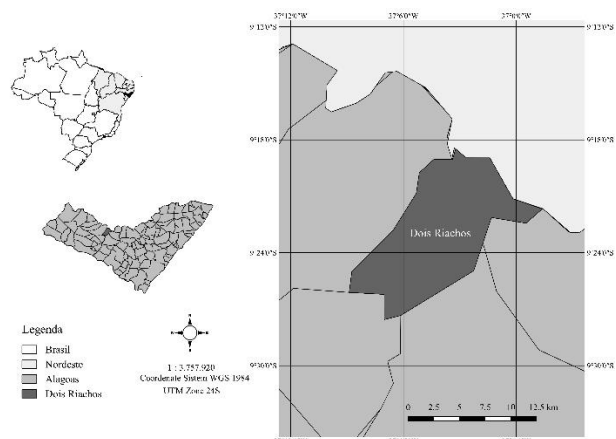 37°12'0"S 37°6'0"S 37°0'0"S
9°13'0"S 9°13'0"S
9°18'0"S 9°18'0"S
Dois Riachos
9°24'0"S 9°24'0"S
Legenda
Brasil
Nordeste
Alagoas
Dois Riachos
1 : 3.757.920
Coordenate Sistem WGS 1984
UTM Zone 24S
9°30'0"S 9°30'0"S
0 2.5 5 7.5 10 12.5 km